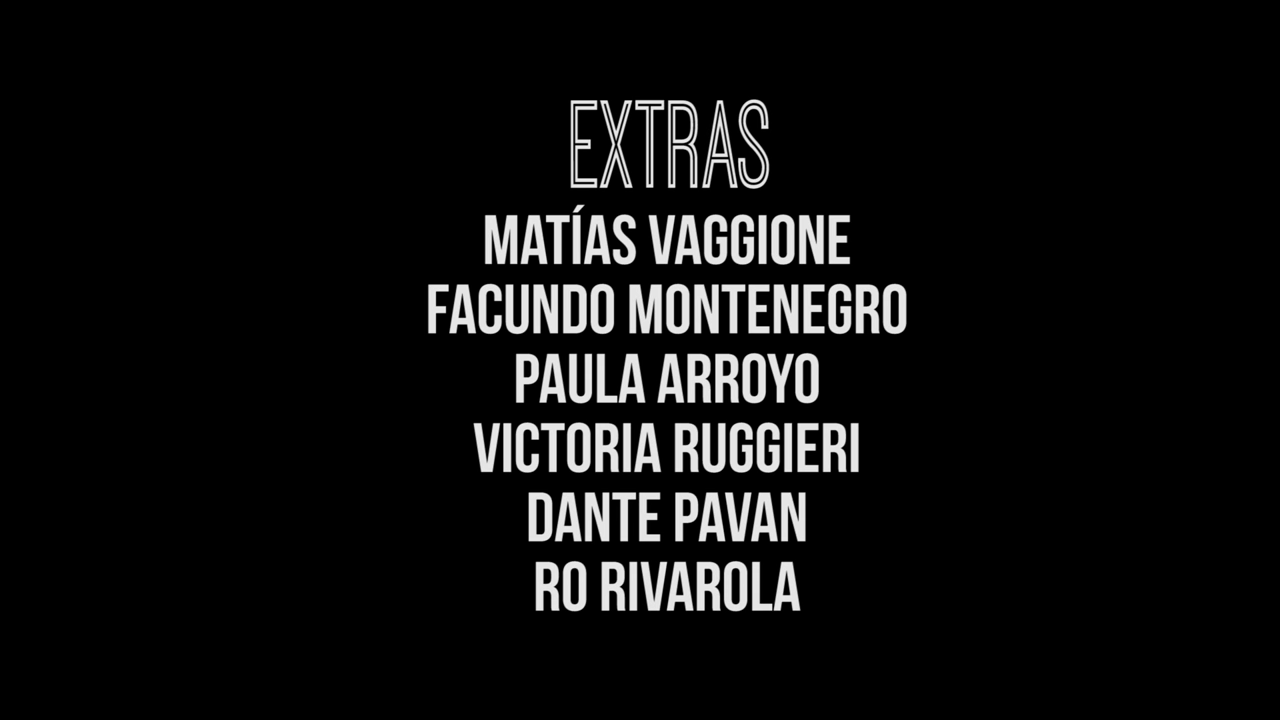 EXTRAS
MATÍAS VAGGIONE
FACUNDO MONTENEGRO
PAULA ARROYO
VICTORIA RUGGIERI
DANTE PAVAN
RO RIVAROLA